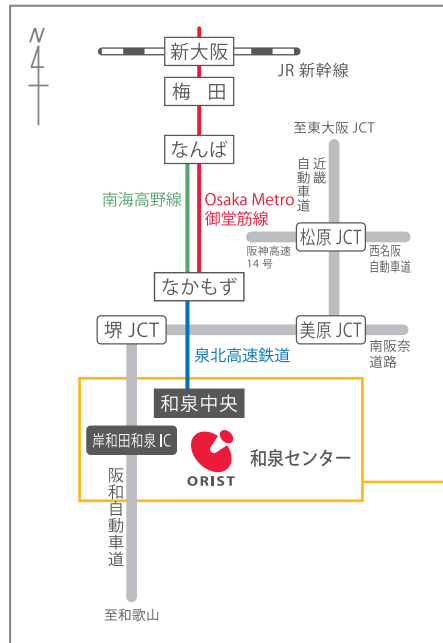 N
新大阪
JR 新幹線
梅 田
至東大阪 JCT
なんば
近畿
自動車道
南海高野線
Osaka Metro
御堂筋線
松原 JCT
阪神高速
14 号
西名阪
自動車道
なかもず
堺 JCT
美原 JCT
泉北高速鉄道
南阪奈
道路
和泉中央
岸和田和泉 IC
ORIST
和泉センター
阪和自動車道
至和歌山